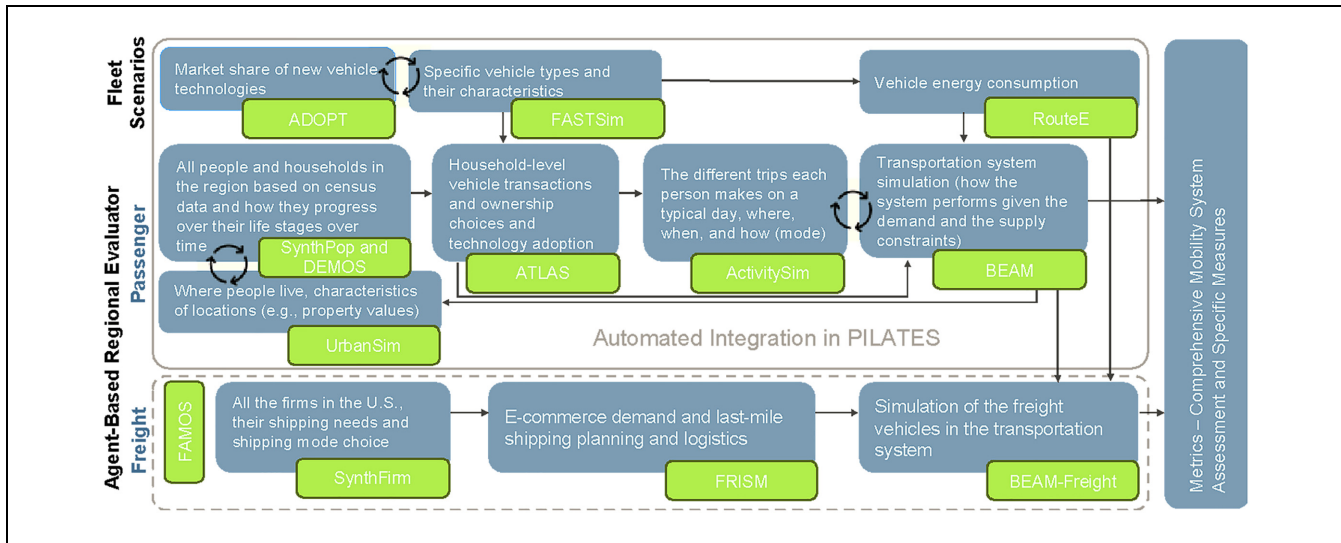 Fleet
Scenarios
Market share of new vehicle
technologies
ADOPT
Specific vehicle types and
their characteristics
FASTSim
Vehicle energy consumption
RouteE
Agent-Based Regional Evaluator
Passenger
All people and households in
the region based on census
data and how they progress
over their life stages over
time
SynthPop and
DEMOS
Household-level
vehicle transactions
and ownership
choices and
technology adoption
ATLAS
The different trips each
person makes on a
typical day, where,
when, and how (mode)
ActivitySim
Transportation system
simulation (how the
system performs given the
demand and the supply
constraints)
BEAM
Where people live, characteristics
of locations (e.g., property values)
UrbanSim
Automated Integration in PILATES
Freight
FAMOS
All the firms in the U.S.,
their shipping needs and
shipping mode choice
SynthFirm
E-commerce demand and last-mile
shipping planning and logistics
FRISM
Simulation of the freight
vehicles in the transportation
system
BEAM-Freight
Metrics – Comprehensive Mobility System
Assessment and Specific Measures